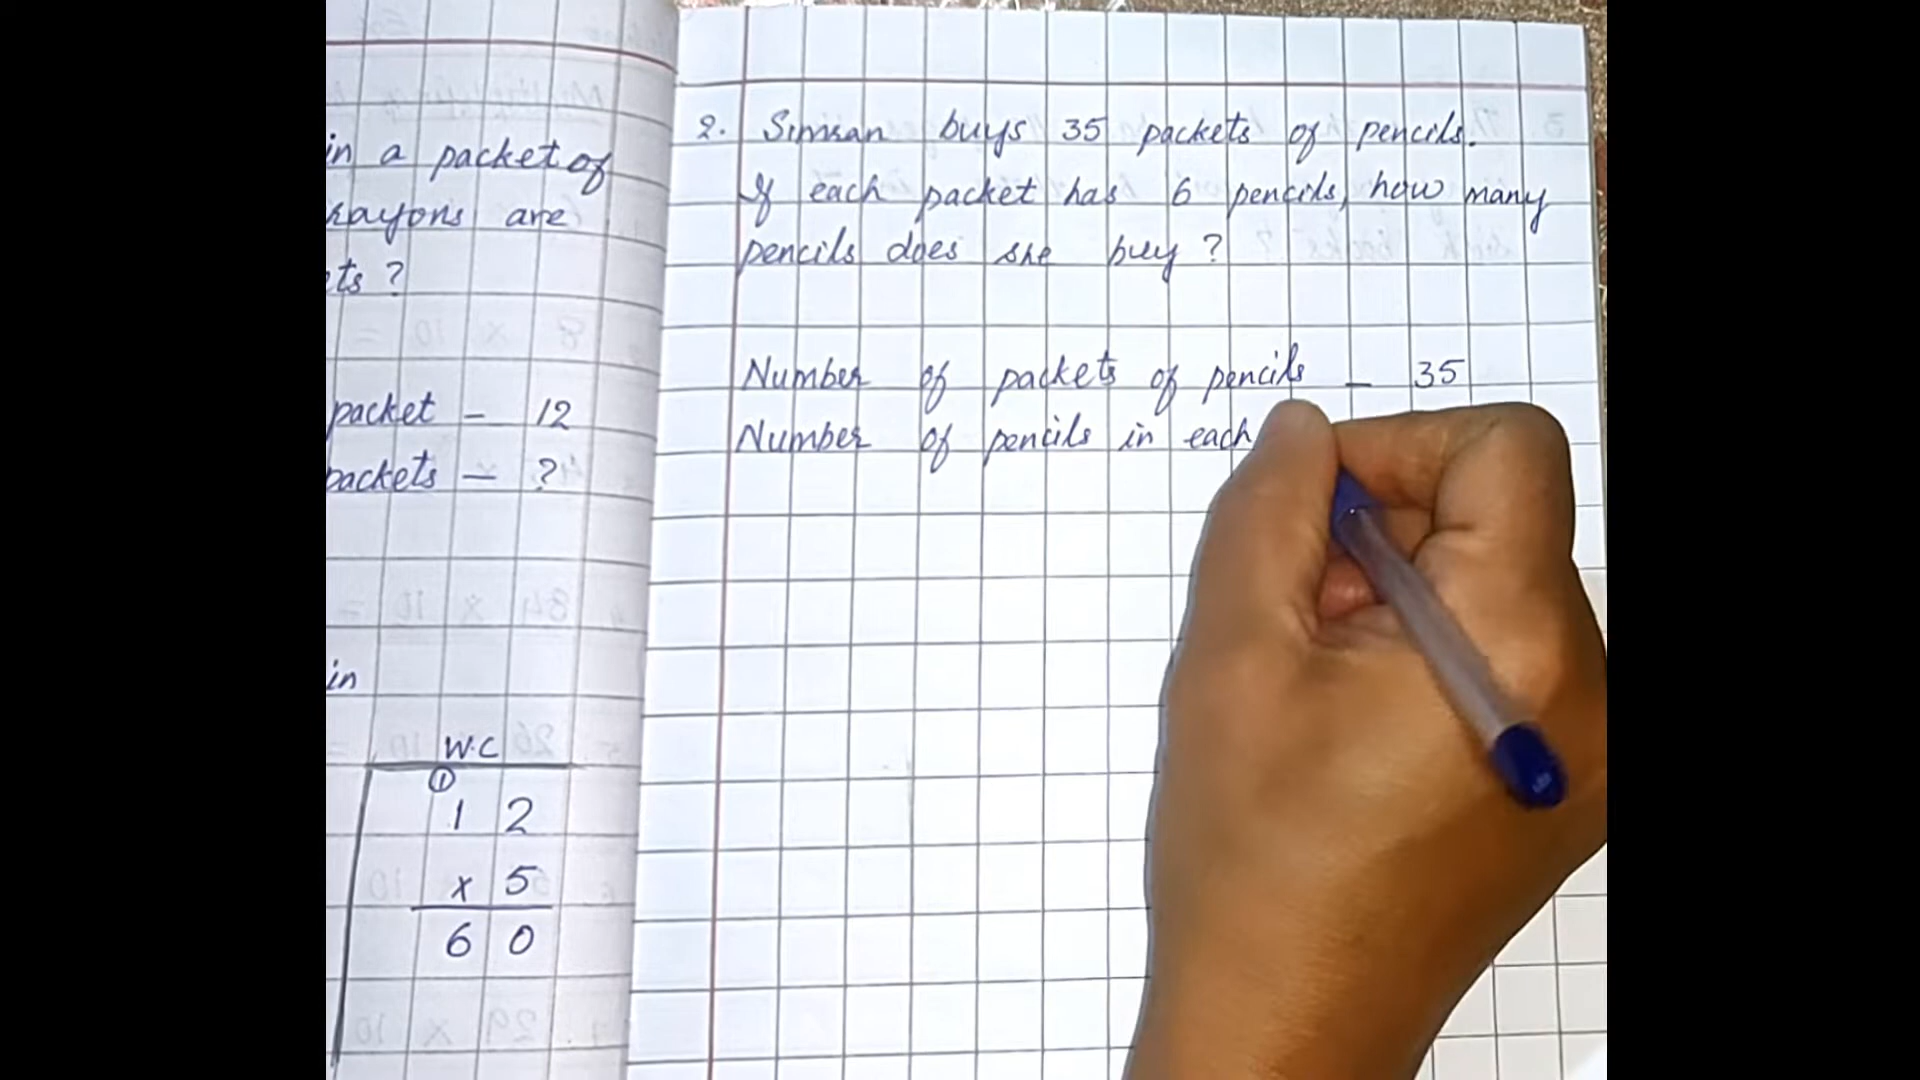 in a packet of
rayons are
ts ?
packet - 12
packets - ?
in
W.C
1
1 2
x 5
6 0
2. Simran buys 35 packets of pencils.
If each packet has 6 pencils, how many
pencils does she buy ?
Number of packets of pencils - 35
Number of pencils in each